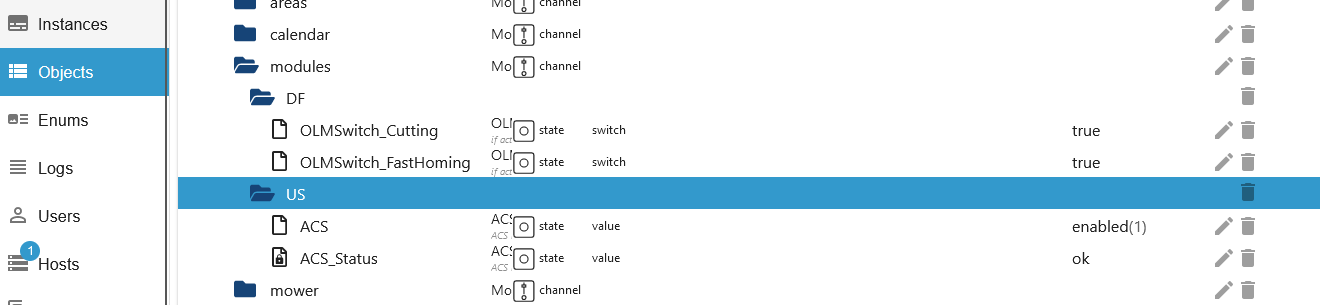 areas Mo channel
Instances
calendar Mo channel
modules Mo channel
Objects
DF
Enums
OLMSwitch_Cutting OLM state switch true
if act
OLMSwitch_FastHoming OLM state switch true
if act
Logs
US
Users
ACS ACS state value enabled(1)
ACS
1
Hosts
ACS_Status ACS state value ok
ACS
mower Mo channel